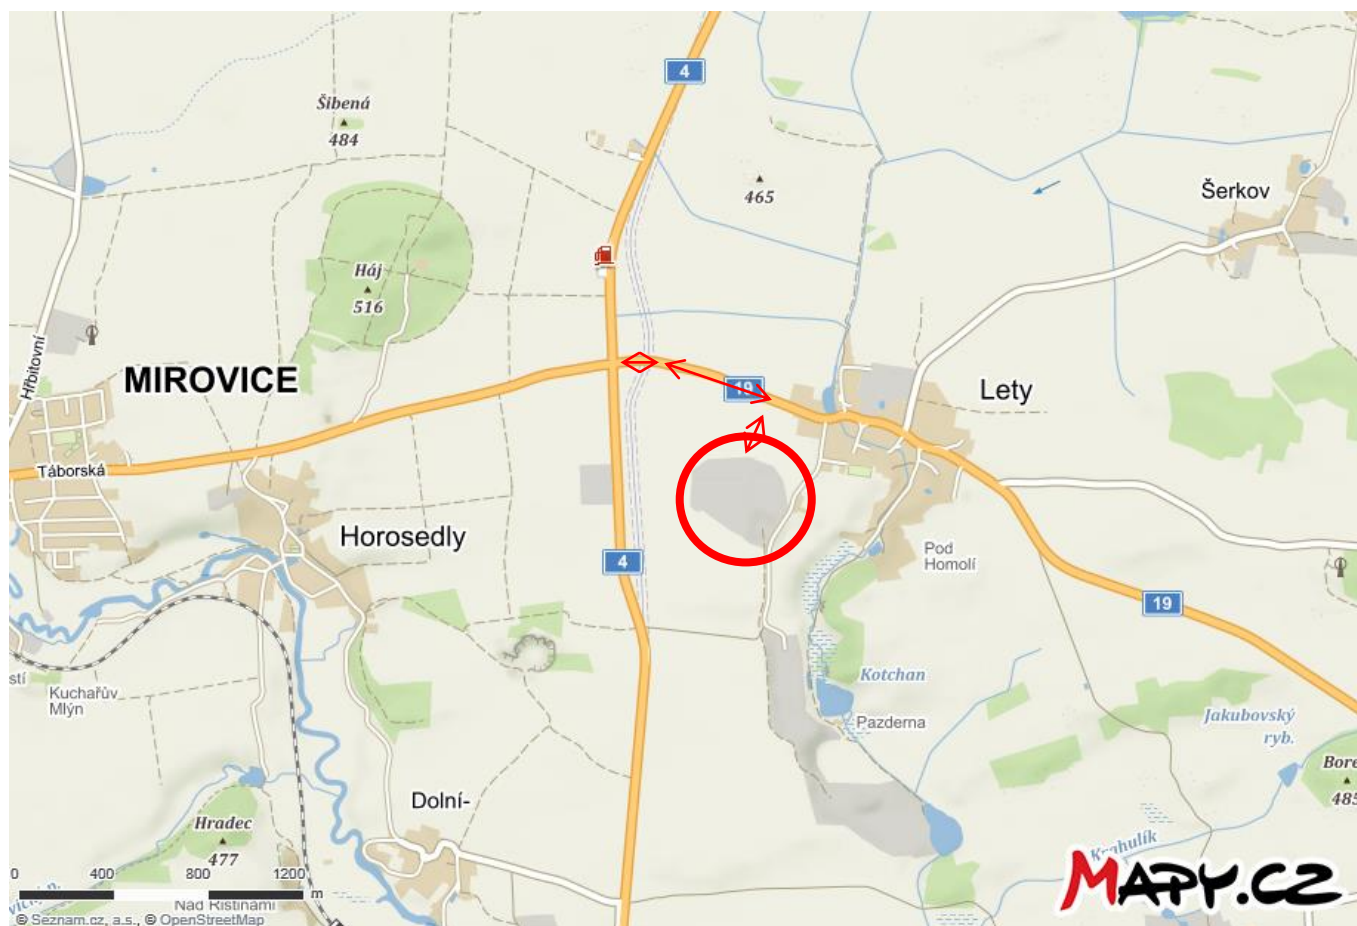 4
Šibená
484
465
Šerkov
Háj
516
Hřbitovní
MIROVICE
19
Lety
Táborská
Horosedly
4
Pod
Homolí
19
Kotchan
Kuchařův
Mlýn
Pazderna
Jakubovský
ryb.
Dolní-
Hradec
477
Krahulík
0 400 800 1200 m
Nad Ristinami
© Seznam.cz, a.s., © OpenStreetMap
MAPY.CZ